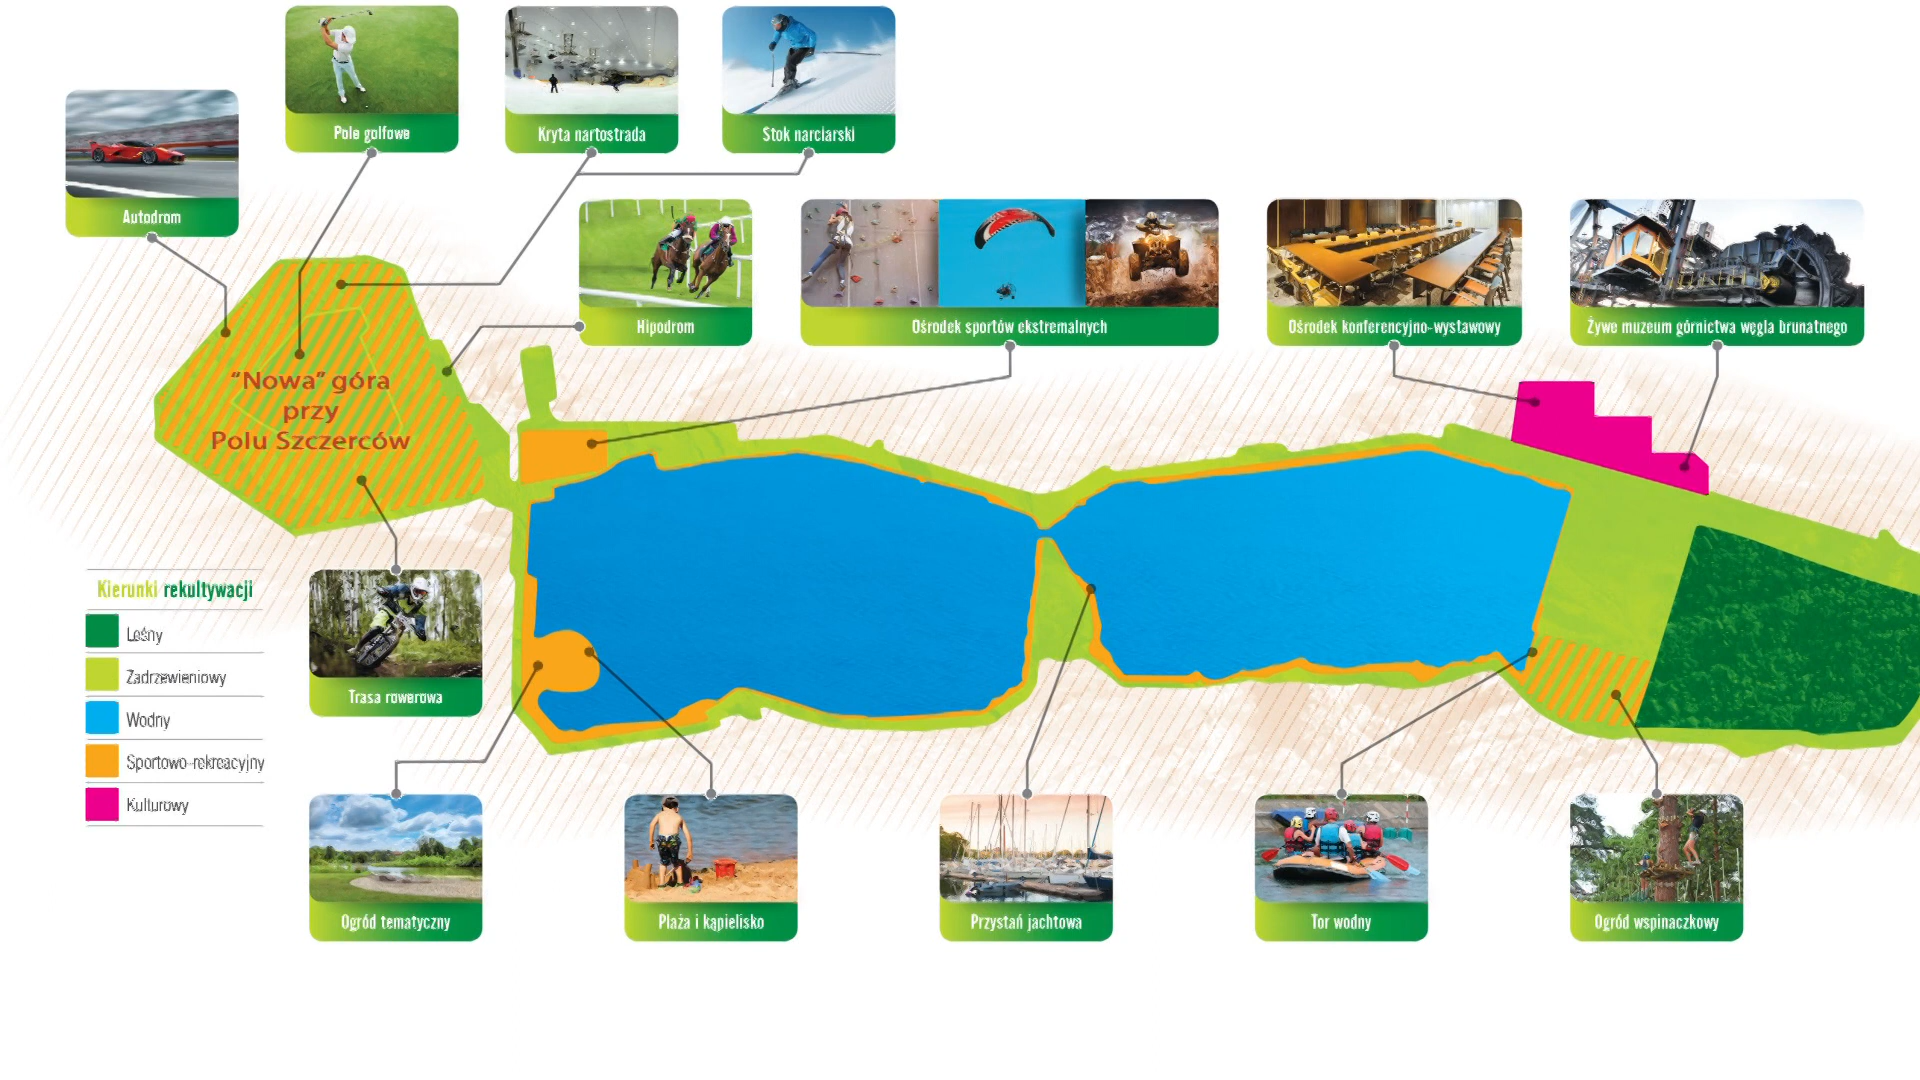 Pole golfowe
Kryta nartostrada
Stok narciarski
Autodrom
Hipodrom
Ośrodek sportów ekstremalnych
Ośrodek konferencyjno-wystawowy
Żywe muzeum górnictwa węgla brunatnego
“Nowa” góra
przy
Polu Szczerców
Kierunki rekultywacji
Leśny
Zadrzewieniowy
Wodny
Sportowo-rekreacyjny
Kulturowy
Trasa rowerowa
Ogród tematyczny
Plaża i kąpielisko
Przystań jachtowa
Tor wodny
Ogród wspinaczkowy